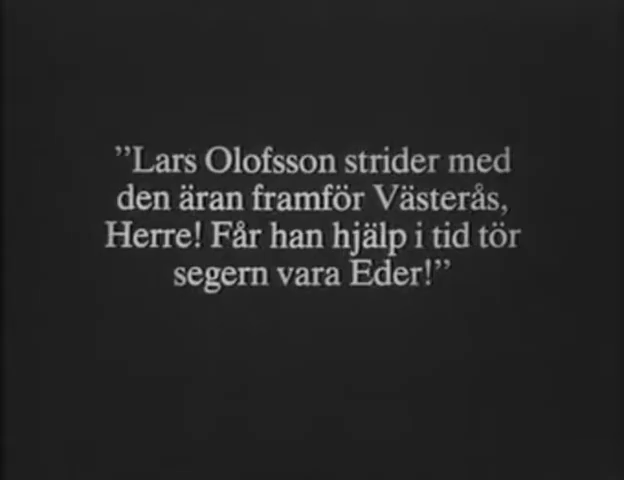 ”Lars Olofsson strider med
den äran framför Västerås,
Herre! Får han hjälp i tid tör
segern vara Eder!”